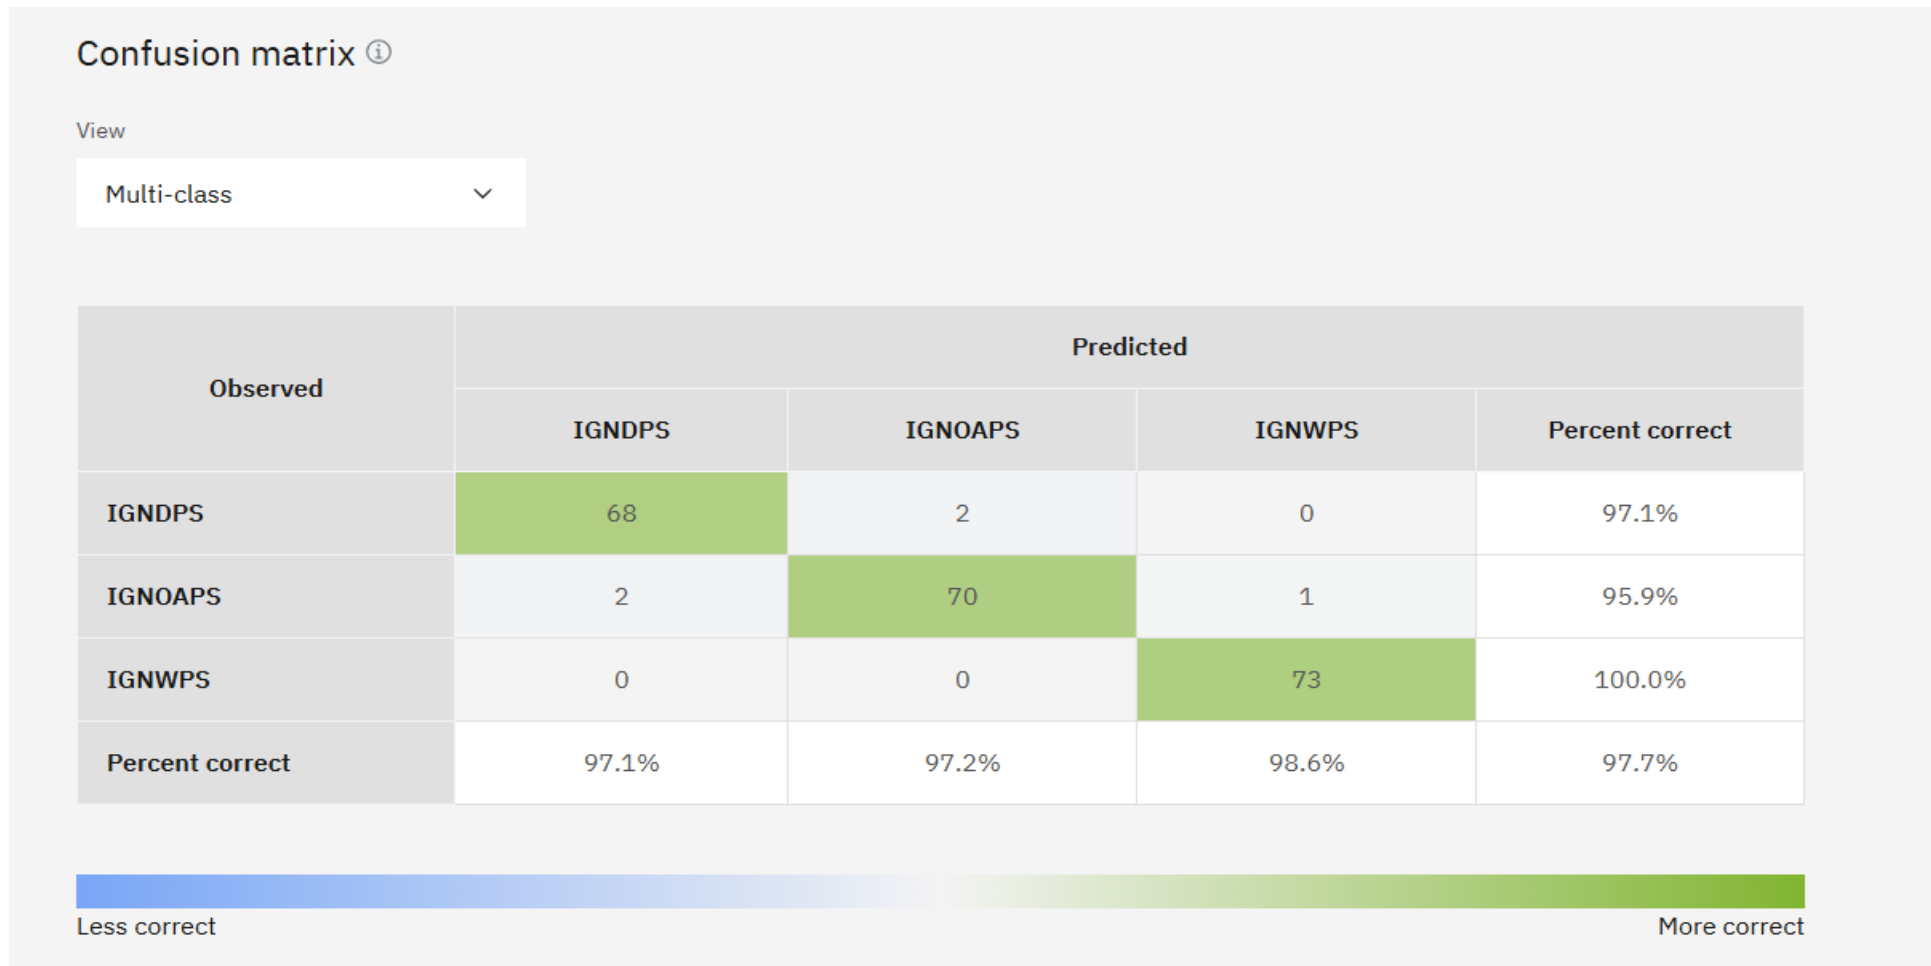 Confusion matrix
View
Multi-class
Observed
Predicted
IGNDPS IGNOAPS IGNWPS Percent correct
IGNDPS 68 2 0 97.1%
IGNOAPS 2 70 1 95.9%
IGNWPS 0 0 73 100.0%
Percent correct 97.1% 97.2% 98.6% 97.7%
Less correct More correct